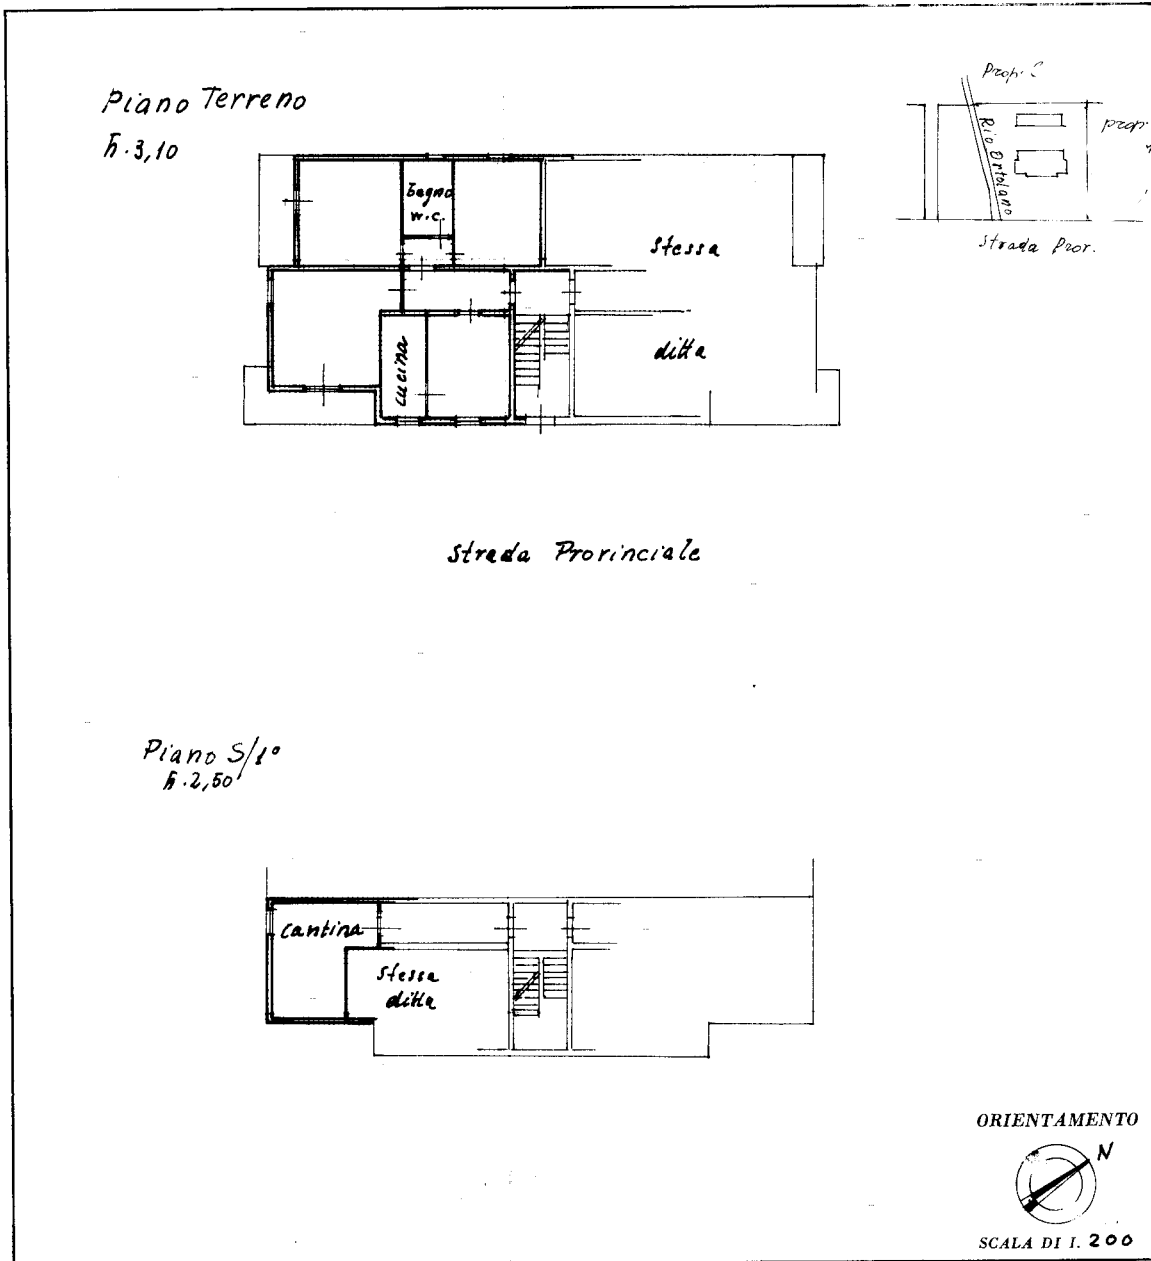 Piano Terreno
h. 3,10
bagno
w.c.
cucina
stessa
ditta
Prop.
Rio Ortolano
prop.
Strada Prov.
Strada Provinciale
Piano S/1°
h. 2,50
cantina
stessa
ditta
ORIENTAMENTO
N
SCALA DI 1. 200